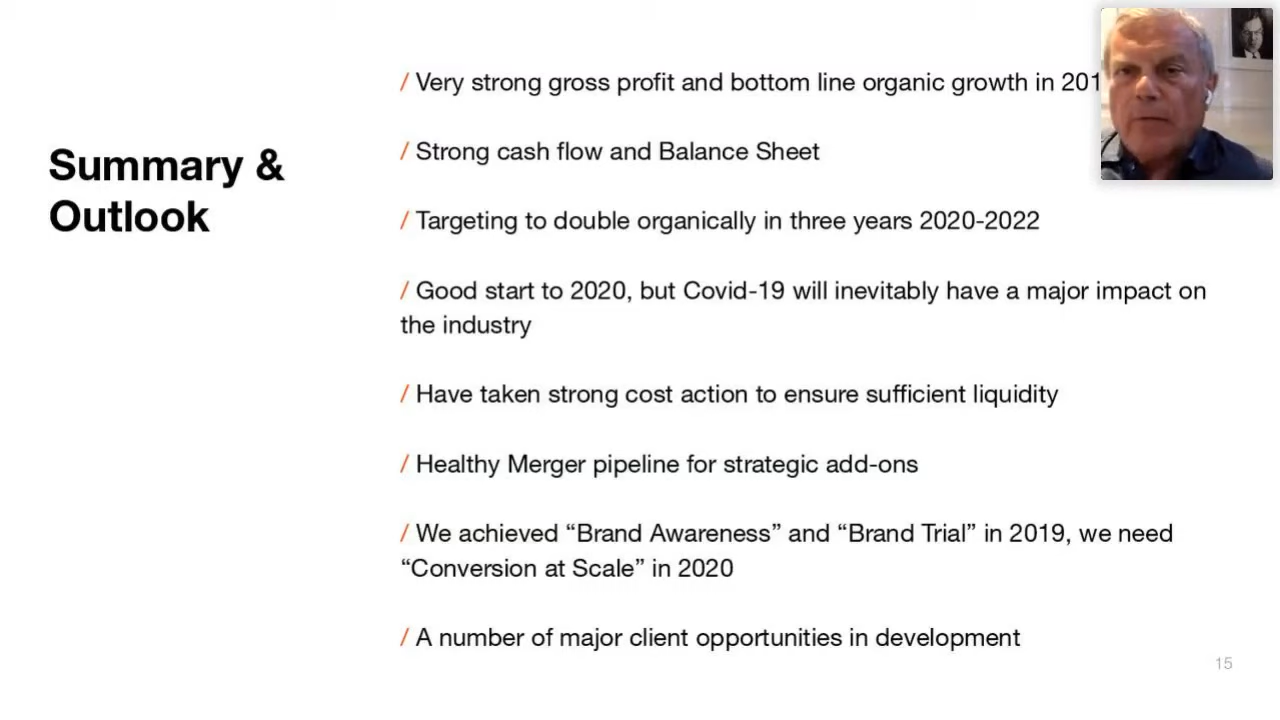 Summary &
Outlook
/ Very strong gross profit and bottom line organic growth in
/ Strong cash flow and Balance Sheet
/ Targeting to double organically in three years 2020-2022
/ Good start to 2020, but Covid-19 will inevitably have a major impact on
the industry
/ Have taken strong cost action to ensure sufficient liquidity
/ Healthy Merger pipeline for strategic add-ons
/ We achieved “Brand Awareness” and “Brand Trial” in 2019, we need
“Conversion at Scale” in 2020
/ A number of major client opportunities in development
15